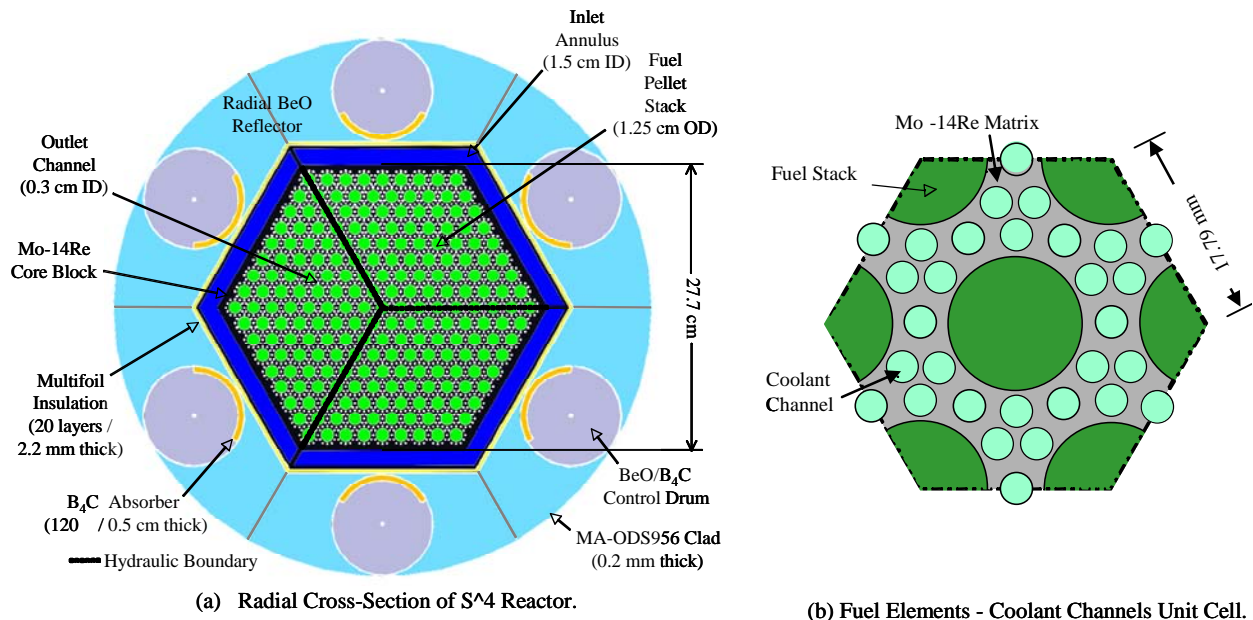 Inlet
Annulus
(1.5 cm ID)
Fuel
Pellet
Stack
(1.25 cm OD)
Radial BeO
Reflector
Outlet
Channel
(0.3 cm ID)
Mo-14Re
Core Block
27.7 cm
Multifoil
Insulation
(20 layers /
2.2 mm thick)
B4C Absorber
(120 / 0.5 cm thick)
Hydraulic Boundary
BeO/B4C
Control Drum
MA-ODS956 Clad
(0.2 mm thick)
(a) Radial Cross-Section of S^4 Reactor.
Mo -14Re Matrix
Fuel Stack
17.79 mm
Coolant
Channel
(b) Fuel Elements - Coolant Channels Unit Cell.